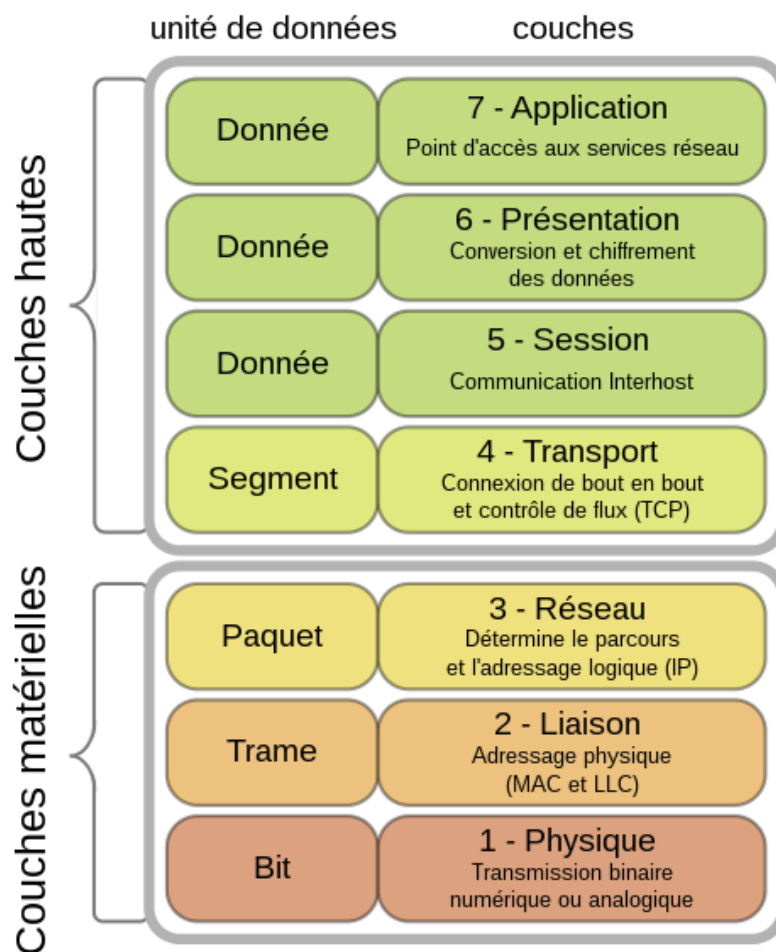 unité de données
couches
Couches hautes
Donnée
7 - Application
Point d'accès aux services réseau
Donnée
6 - Présentation
Conversion et chiffrement
des données
Donnée
5 - Session
Communication Interhost
Segment
4 - Transport
Connexion de bout en bout
et contrôle de flux (TCP)
Couches matérielles
Paquet
3 - Réseau
Détermine le parcours
et l'adressage logique (IP)
Trame
2 - Liaison
Adressage physique
(MAC et LLC)
Bit
1 - Physique
Transmission binaire
numérique ou analogique